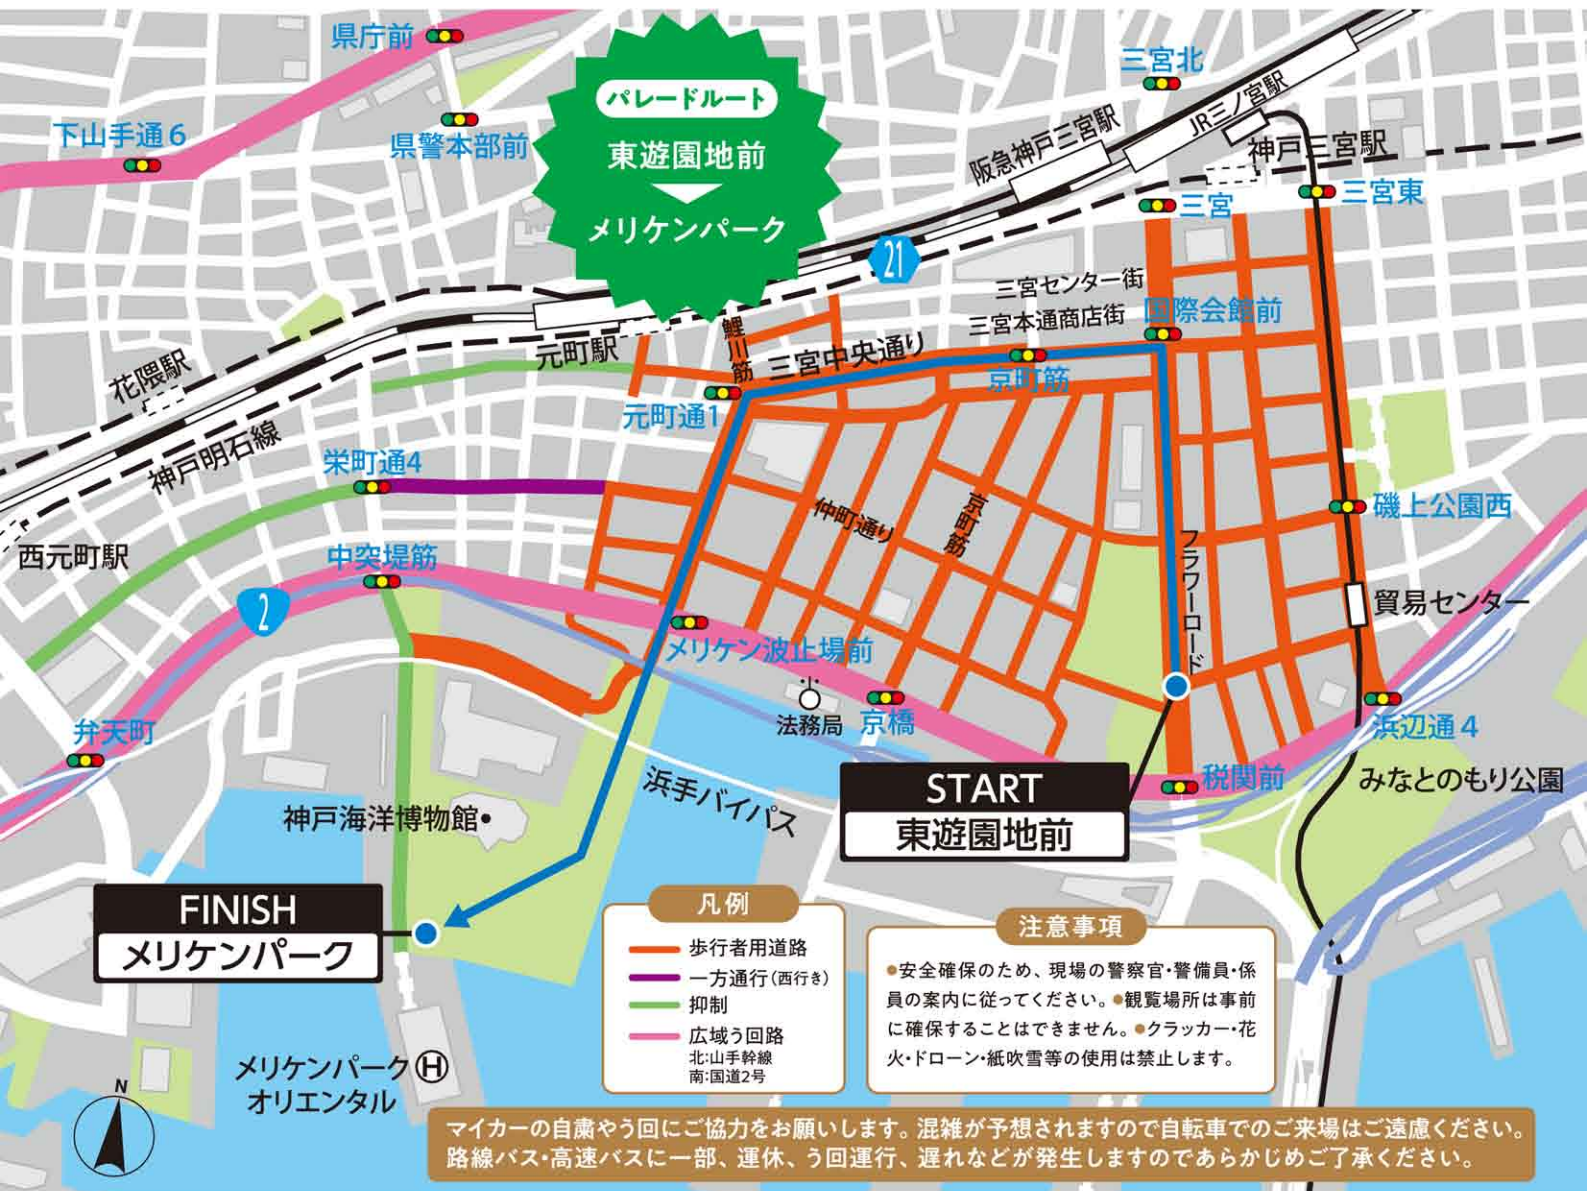 県庁前
三宮北
パレードルート
東遊園地前
メリケンパーク
下山手通6
県警本部前
阪急神戸三宮駅
JR三ノ宮駅
神戸三宮駅
三宮
三宮東
21
三宮センター街
三宮本通商店街
国際会館前
鯉川筋
三宮中央通り
元町駅
京町筋
花隈駅
元町通1
神戸明石線
栄町通4
仲町通り
京町筋
磯上公園西
フラワーロード
西元町駅
中突堤筋
2
貿易センター
メリケン波止場前
法務局
京橋
浜辺通4
弁天町
税関前
みなとのもり公園
浜手バイパス
START
東遊園地前
神戸海洋博物館
FINISH
メリケンパーク
凡例
歩行者用道路
一方通行(西行き)
抑制
広域う回路
北:山手幹線
南:国道2号
注意事項
●安全確保のため、現場の警察官・警備員・係
員の案内に従ってください。●観覧場所は事前
に確保することはできません。●クラッカー・花
火・ドローン・紙吹雪等の使用は禁止します。
メリケンパーク
オリエンタル
H
N
マイカーの自粛やう回にご協力をお願いします。混雑が予想されますので自転車でのご来場はご遠慮ください。
路線バス・高速バスに一部、運休、う回運行、遅れなどが発生しますのであらかじめご了承ください。